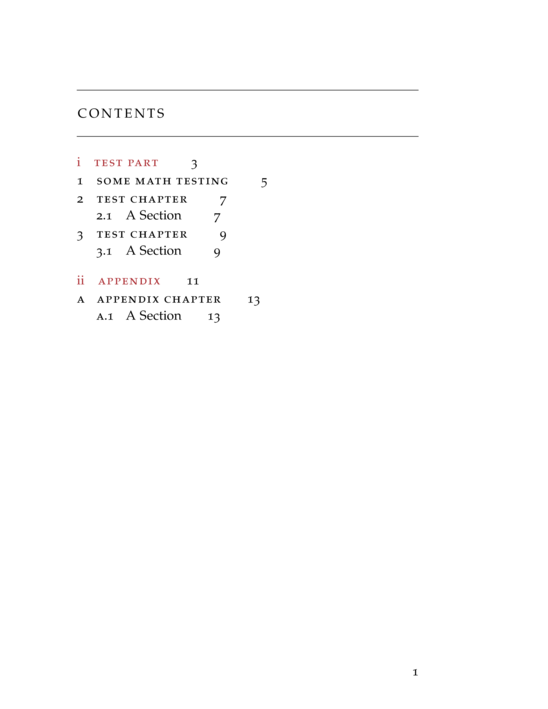 CONTENTS
i TEST PART 3
1 SOME MATH TESTING 5
2 TEST CHAPTER 7
2.1 A Section 7
3 TEST CHAPTER 9
3.1 A Section 9
ii APPENDIX 11
A APPENDIX CHAPTER 13
A.1 A Section 13
1